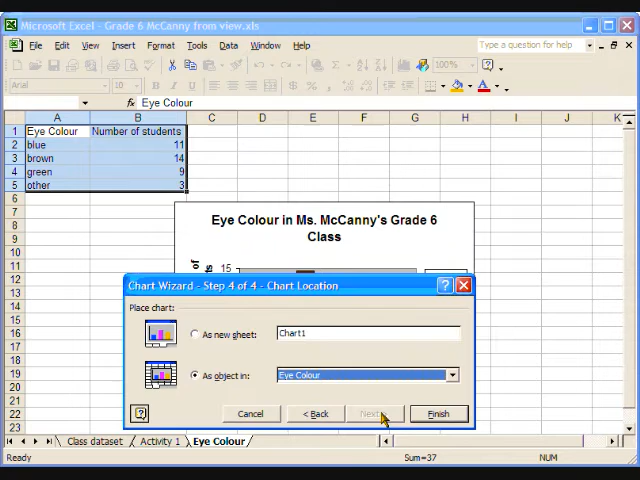 Microsoft Excel - Grade 6 McCanny from view.xls
File Edit View Insert Format Tools Data Window Help
Type a question for help
100%
Arial 10 B I U $ % ,
fx Eye Colour
A B C D E F G H I J K
1 Eye Colour Number of students
2 blue 11
3 brown 14
4 green 9
5 other 3
6
7
8
9
10
11
12
13
14
15
16
17
18
19
20
21
22
23
Eye Colour in Ms. McCanny's Grade 6
Class
of
15
Chart Wizard - Step 4 of 4 - Chart Location
Place chart:
As new sheet: Chart1
As object in: Eye Colour
Cancel < Back Next Finish
Class dataset Activity 1 Eye Colour
Ready Sum=37 NUM